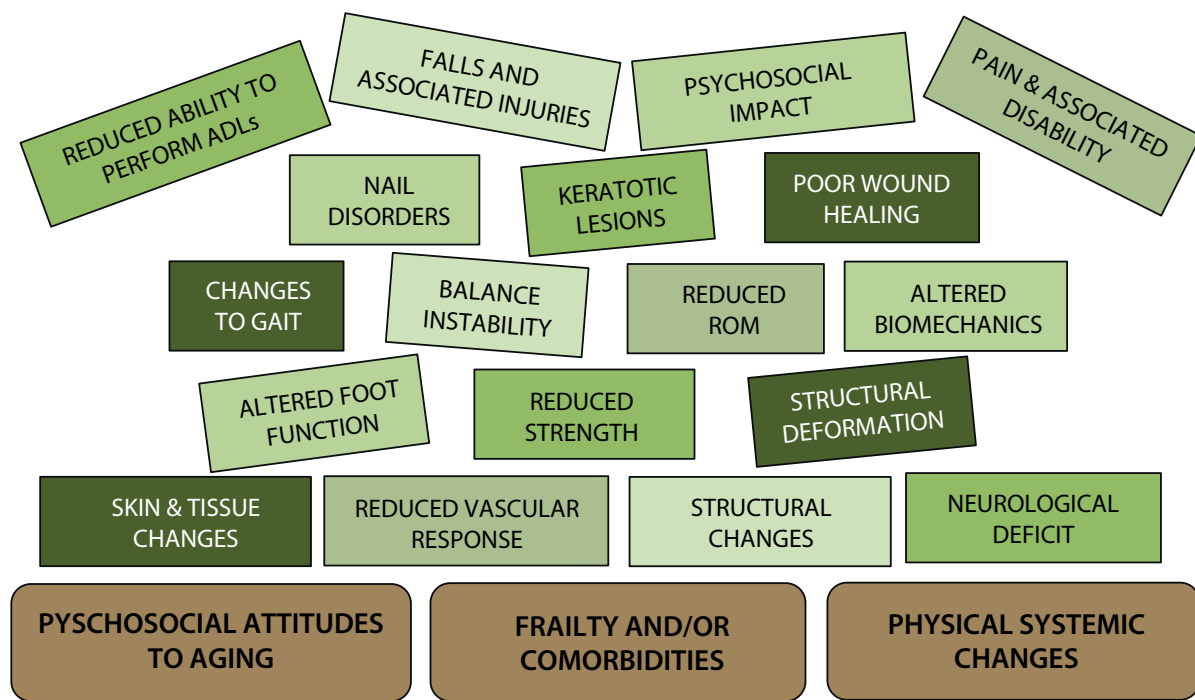 REDUCED ABILITY TO
PERFORM ADLs
FALLS AND
ASSOCIATED INJURIES
PSYCHOSOCIAL
IMPACT
PAIN & ASSOCIATED
DISABILITY
NAIL
DISORDERS
KERATOTIC
LESIONS
POOR WOUND
HEALING
CHANGES
TO GAIT
BALANCE
INSTABILITY
REDUCED
ROM
ALTERED
BIOMECHANICS
ALTERED FOOT
FUNCTION
REDUCED
STRENGTH
STRUCTURAL
DEFORMATION
SKIN & TISSUE
CHANGES
REDUCED VASCULAR
RESPONSE
STRUCTURAL
CHANGES
NEUROLOGICAL
DEFICIT
PYSCHOSOCIAL ATTITUDES
TO AGING
FRAILTY AND/OR
COMORBIDITIES
PHYSICAL SYSTEMIC
CHANGES